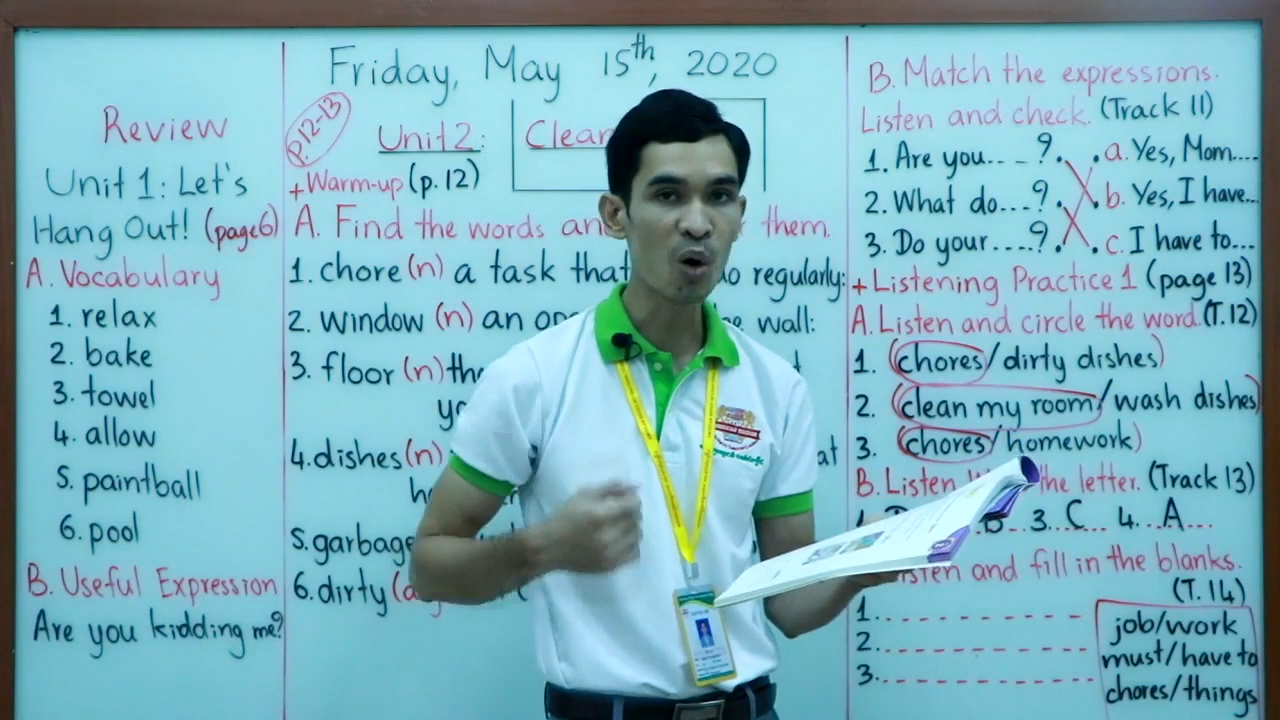 Friday, May 15th, 2020
Review
Unit 1: Let's
Hang Out! (page6)
A. Vocabulary
1. relax
2. bake
3. towel
4. allow
5. paintball
6. pool
B. Useful Expression
Are you kidding me?
p.12-13
Unit 2:
+ Warm-up (p. 12)
A. Find the words them.
1. chore (n) a task that regularly:
2. window (n) an wall:
3. floor (n)
4. dishes (n) at
5. garbage
6. dirty
B. Match the expressions.
Listen and check. (Track 11)
1. Are you....? . . a. Yes, Mom....
2. What do....? . . b. Yes, I have...
3. Do your ....? . . c. I have to...
+ Listening Practice 1 (page 13)
A. Listen and circle the word. (T.12)
1. (chores/dirty dishes)
2. (clean my room/wash dishes)
3. (chores/homework)
B. Listen the letter. (Track 13)
B 3. C 4. A
and fill in the blanks.
(T. 14)
1.
2.
3.
job/work
must/have to
chores/things